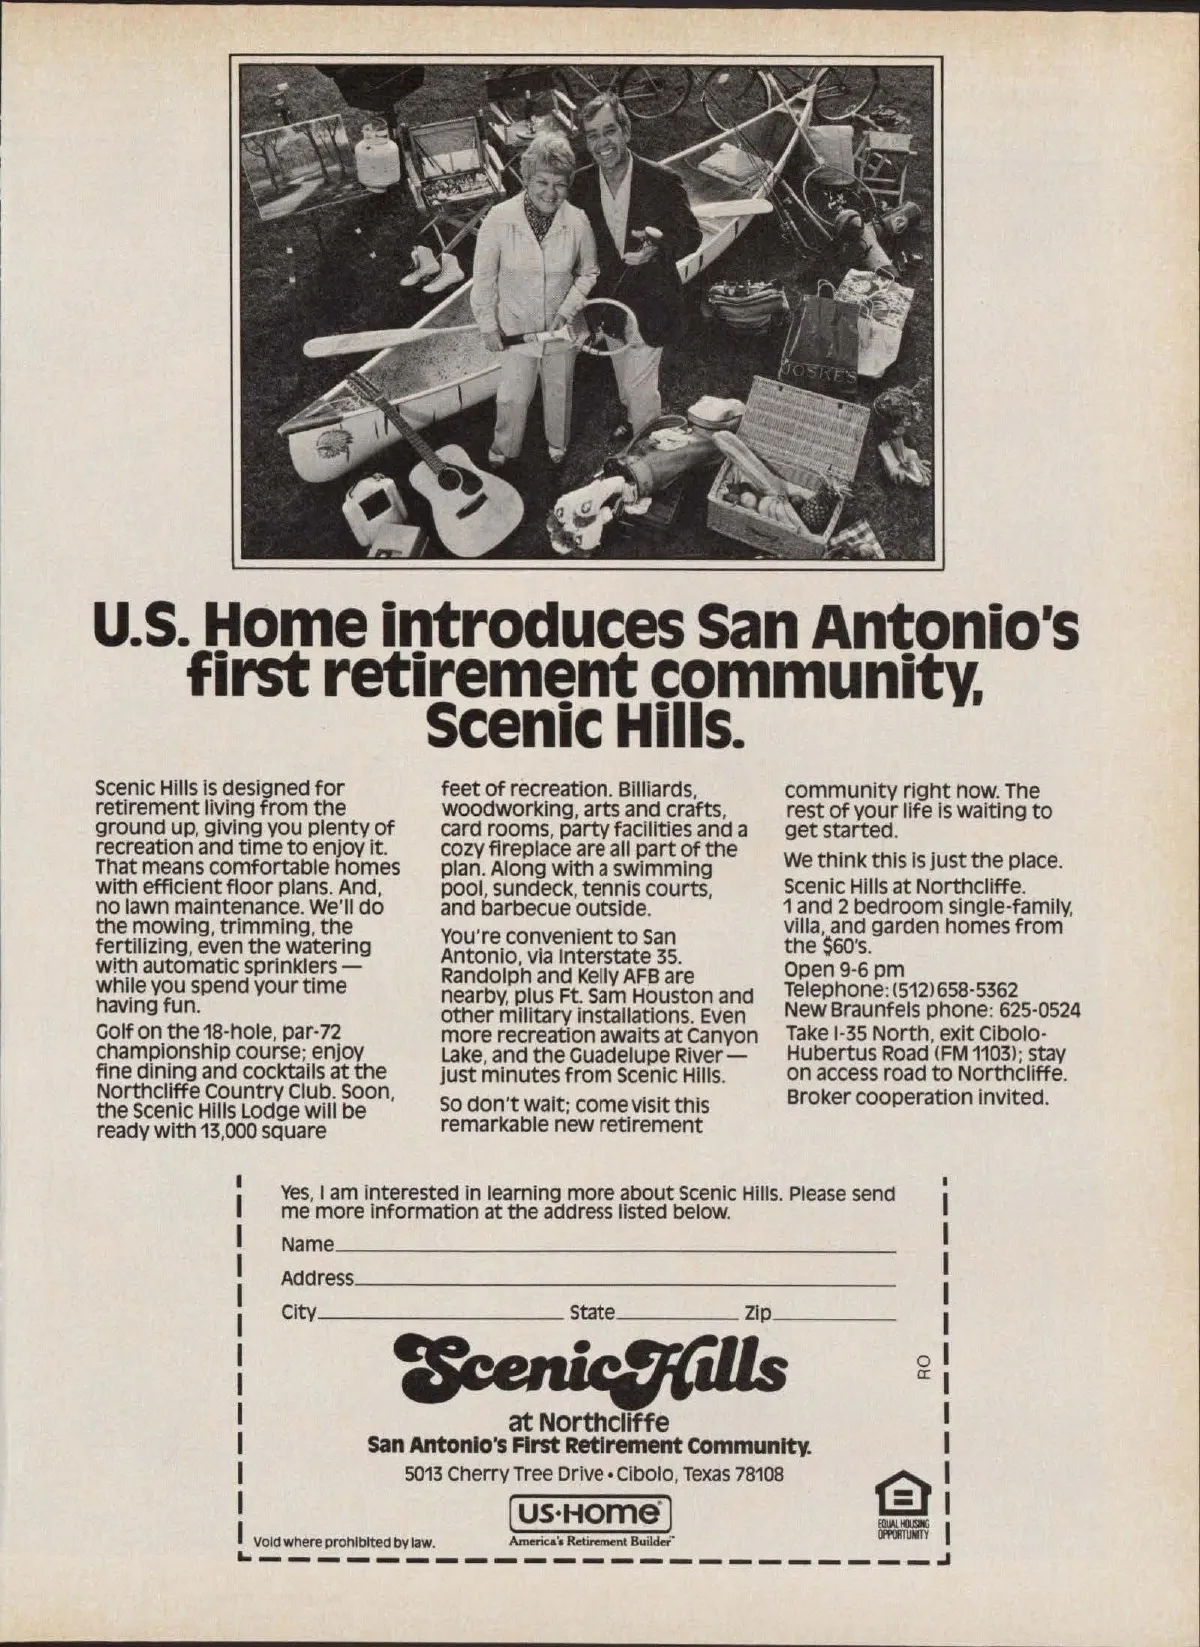 JOSKE'S
U.S. Home introduces San Antonio's
first retirement community,
Scenic Hills.
Scenic Hills is designed for
retirement living from the
ground up, giving you plenty of
recreation and time to enjoy it.
That means comfortable homes
with efficient floor plans. And,
no lawn maintenance. We'll do
the mowing, trimming, the
fertilizing, even the watering
with automatic sprinklers —
while you spend your time
having fun.
Golf on the 18-hole, par-72
championship course; enjoy
fine dining and cocktails at the
Northcliffe Country Club. Soon,
the Scenic Hills Lodge will be
ready with 13,000 square
feet of recreation. Billiards,
woodworking, arts and crafts,
card rooms, party facilities and a
cozy fireplace are all part of the
plan. Along with a swimming
pool, sundeck, tennis courts,
and barbecue outside.
You're convenient to San
Antonio, via Interstate 35.
Randolph and Kelly AFB are
nearby, plus Ft. Sam Houston and
other military installations. Even
more recreation awaits at Canyon
Lake, and the Guadelupe River —
just minutes from Scenic Hills.
So don't wait; come visit this
remarkable new retirement
community right now. The
rest of your life is waiting to
get started.
We think this is just the place.
Scenic Hills at Northcliffe.
1 and 2 bedroom single-family,
villa, and garden homes from
the $60's.
Open 9-6 pm
Telephone: (512) 658-5362
New Braunfels phone: 625-0524
Take I-35 North, exit Cibolo-
Hubertus Road (FM 1103); stay
on access road to Northcliffe.
Broker cooperation invited.
Yes, I am interested in learning more about Scenic Hills. Please send
me more information at the address listed below.
Name
Address
City State Zip
Scenic Hills
RO
at Northcliffe
San Antonio's First Retirement Community.
5013 Cherry Tree Drive • Cibolo, Texas 78108
US•Home®
America's Retirement Builder™
Void where prohibited by law.
EQUAL HOUSING
OPPORTUNITY